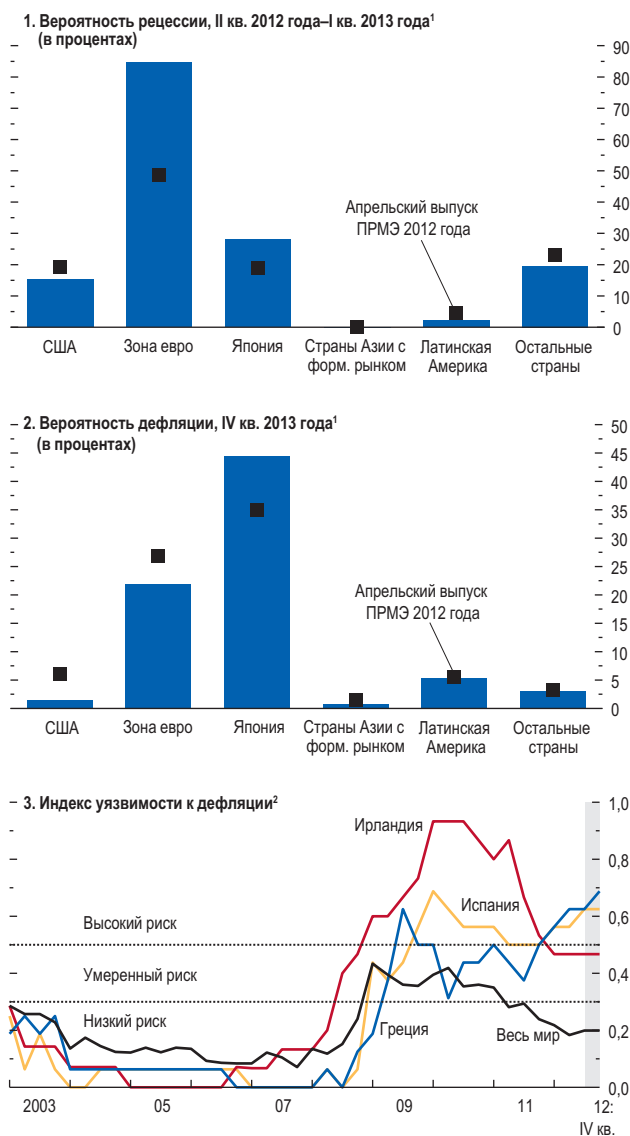 1. Вероятность рецессии, II кв. 2012 года–I кв. 2013 года¹
(в процентах)
90
80
70
60
50
40
30
20
10
0
Апрельский выпуск
ПРМЭ 2012 года
США
Зона евро
Япония
Страны Азии с
форм. рынком
Латинская
Америка
Остальные
страны
2. Вероятность дефляции, IV кв. 2013 года¹
(в процентах)
50
45
40
35
30
25
20
15
10
5
0
Апрельский выпуск
ПРМЭ 2012 года
США
Зона евро
Япония
Страны Азии с
форм. рынком
Латинская
Америка
Остальные
страны
3. Индекс уязвимости к дефляции²
1,0
0,8
0,6
0,4
0,2
0,0
Ирландия
Испания
Высокий риск
Умеренный риск
Низкий риск
Греция
Весь мир
2003
05
07
09
11
12:
IV кв.